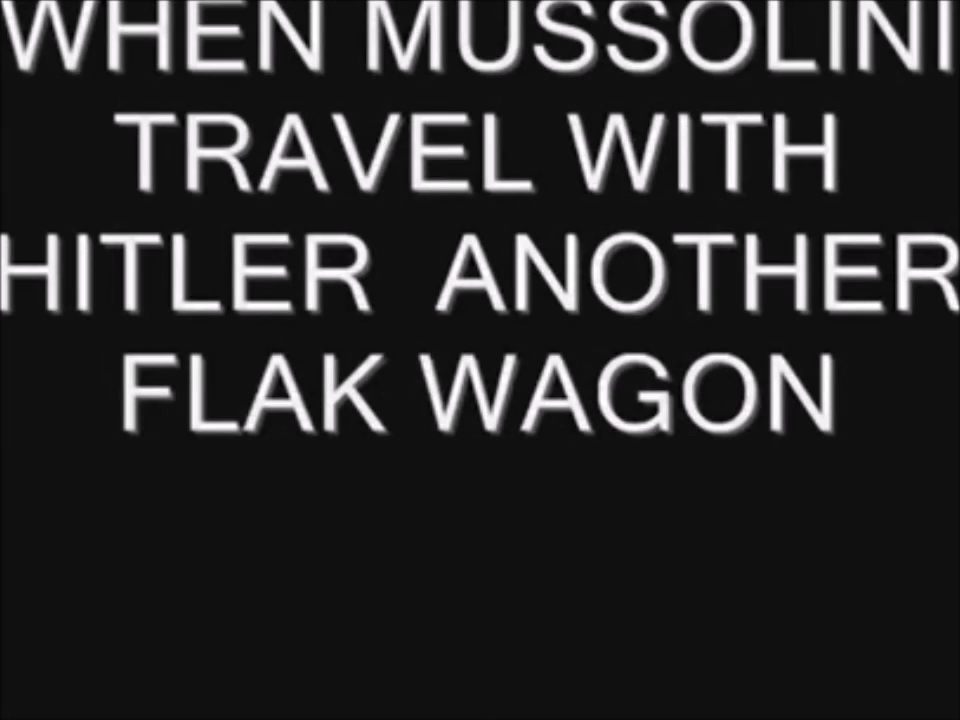 WHEN MUSSOLINI
TRAVEL WITH
HITLER ANOTHER
FLAK WAGON